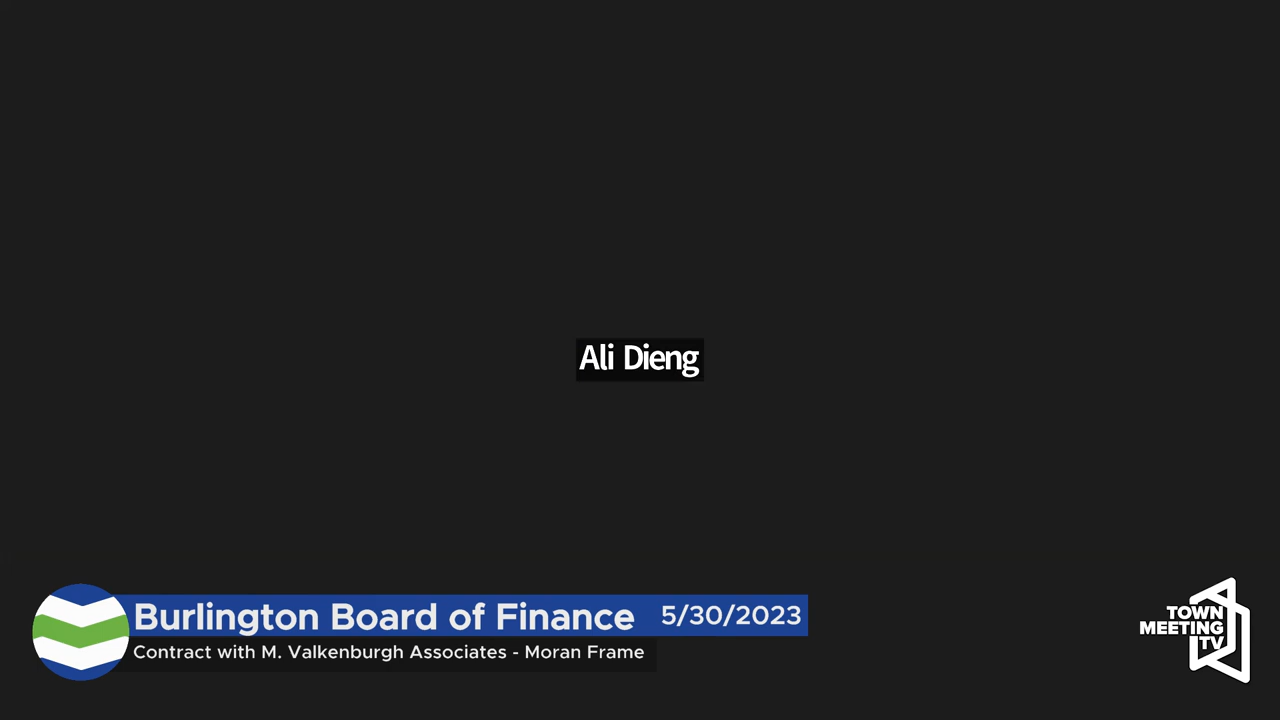 Ali Dieng
Burlington Board of Finance 5/30/2023
Contract with M. Valkenburgh Associates - Moran Frame
TOWN
MEETING
TV